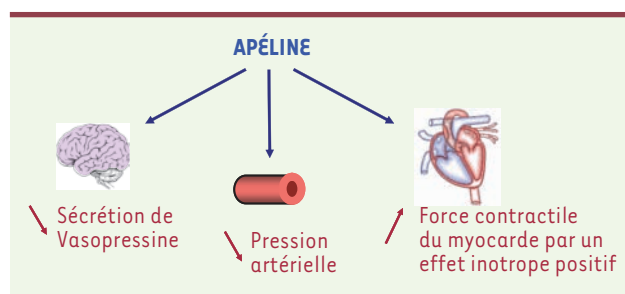 APÉLINE
Sécrétion de
Vasopressine
Pression
artérielle
Force contractile
du myocarde par un
effet inotrope positif